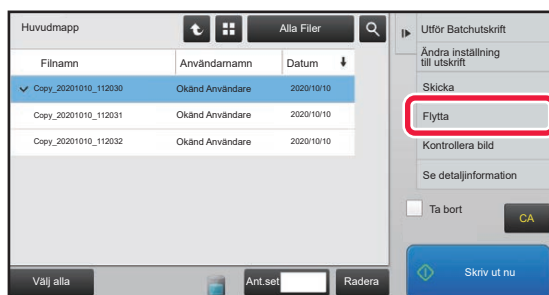 Huvudmapp
Alla Filer
Filnamn Användarnamn Datum
Copy_20201010_112030 Okänd Användare 2020/10/10
Copy_20201010_112031 Okänd Användare 2020/10/10
Copy_20201010_112032 Okänd Användare 2020/10/10
Välj alla
Ant.set
Radera
Utför Batchutskrift
Ändra inställning
till utskrift
Skicka
Flytta
Kontrollera bild
Se detaljinformation
Ta bort
CA
Skriv ut nu